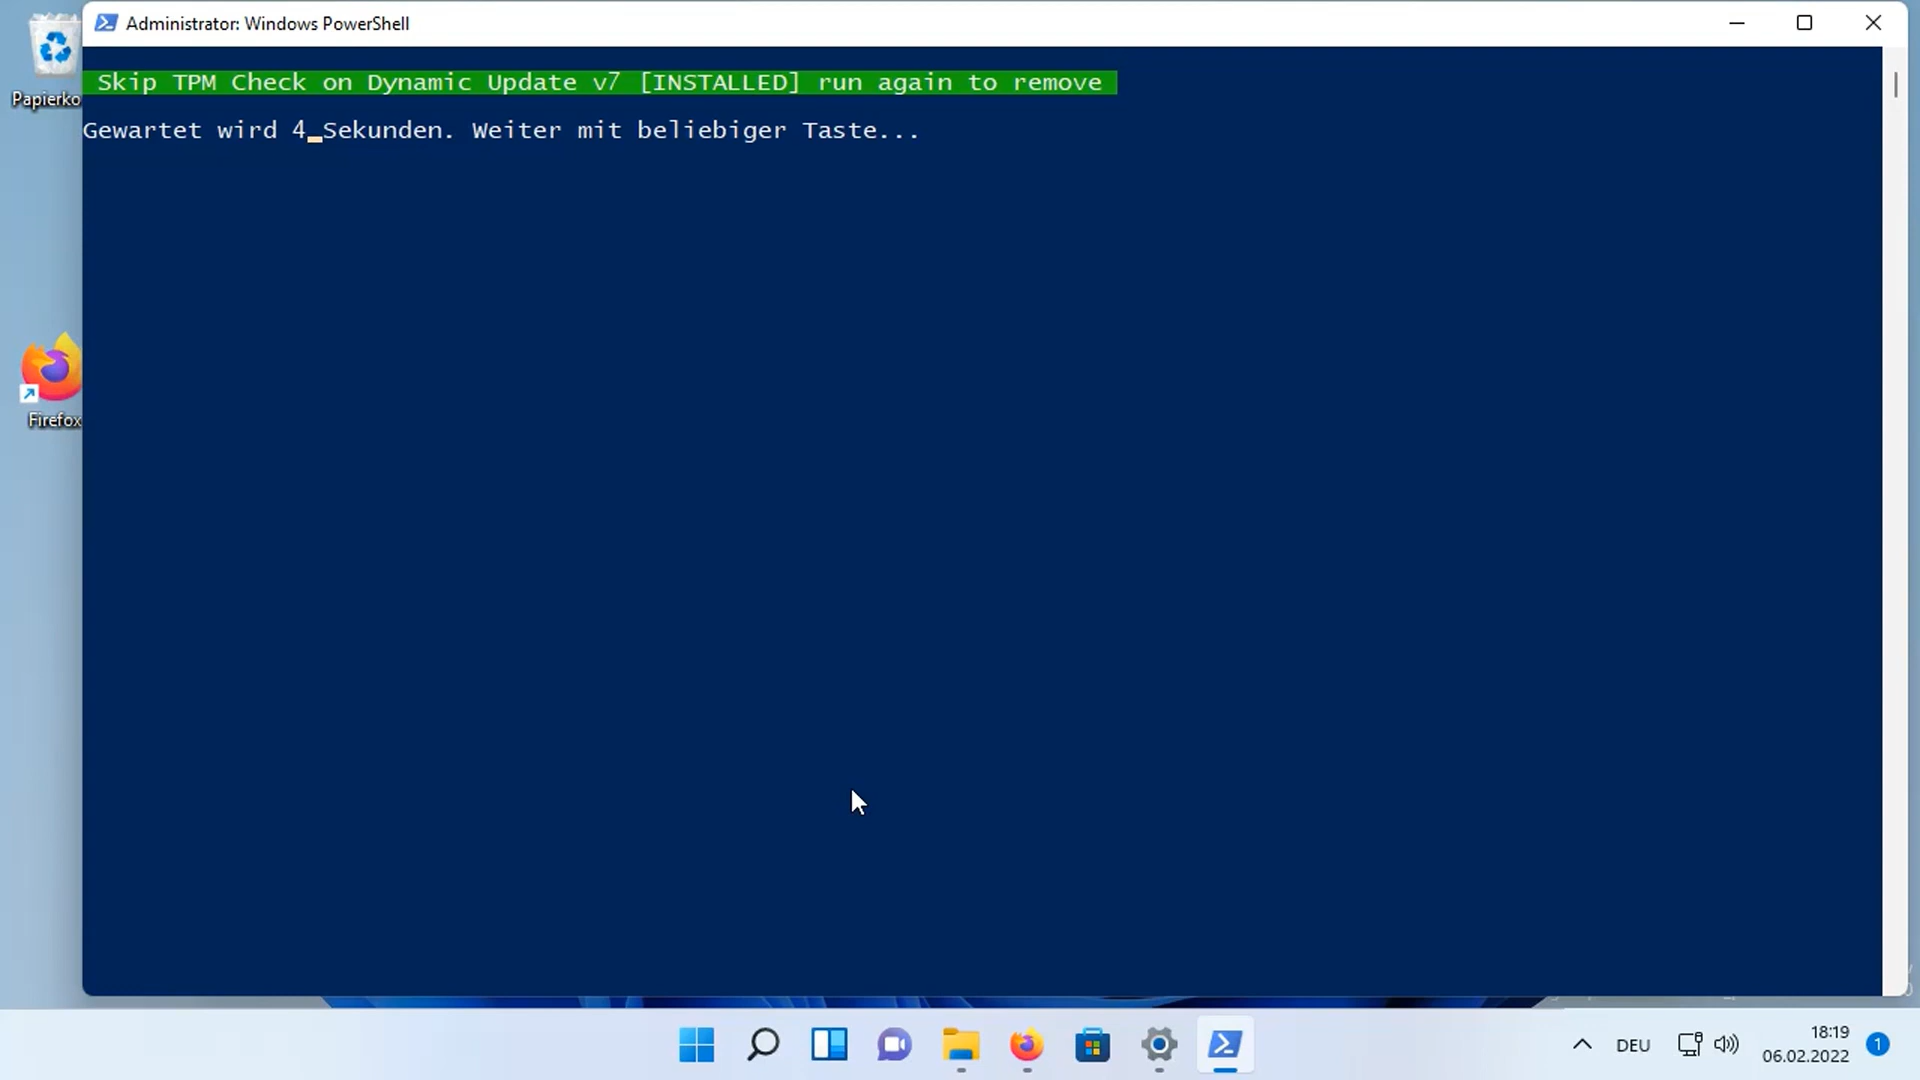 Administrator: Windows PowerShell
Skip TPM Check on Dynamic Update v7 [INSTALLED] run again to remove
Gewartet wird 4 Sekunden. Weiter mit beliebiger Taste...
Papierko
Firefox
DEU
18:19
06.02.2022
1